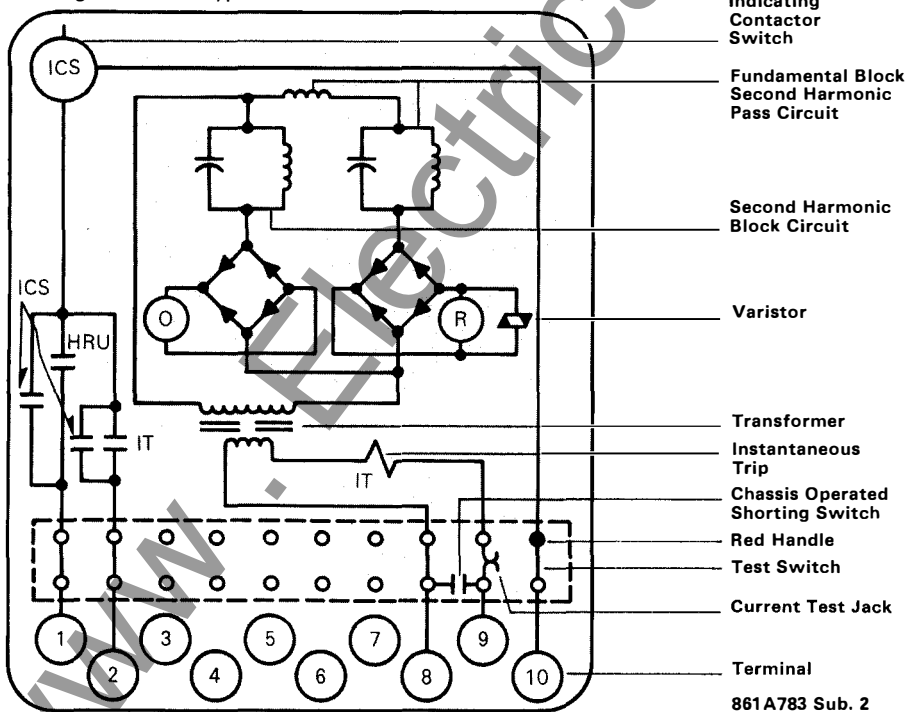 Indicating
Contactor
Switch
ICS
Fundamental Block
Second Harmonic
Pass Circuit
Second Harmonic
Block Circuit
ICS
HRU
O
R
Varistor
IT
Transformer
IT
Instantaneous
Trip
Chassis Operated
Shorting Switch
Red Handle
Test Switch
Current Test Jack
1
3
5
7
9
2
4
6
8
10
Terminal
861A783 Sub. 2
www. Electrica